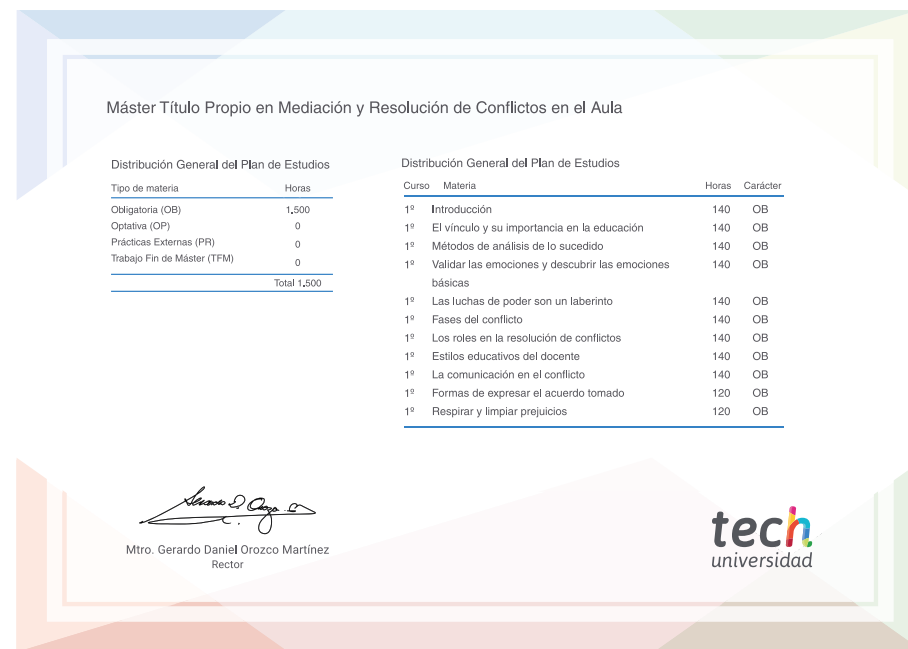 Máster Título Propio en Mediación y Resolución de Conflictos en el Aula
Distribución General del Plan de Estudios
Tipo de materia Horas
Obligatoria (OB) 1.500
Optativa (OP) 0
Prácticas Externas (PR) 0
Trabajo Fin de Máster (TFM) 0
Total 1.500
Distribución General del Plan de Estudios
Curso Materia Horas Carácter
1º Introducción 140 OB
1º El vínculo y su importancia en la educación 140 OB
1º Métodos de análisis de lo sucedido 140 OB
1º Validar las emociones y descubrir las emociones 140 OB
básicas
1º Las luchas de poder son un laberinto 140 OB
1º Fases del conflicto 140 OB
1º Los roles en la resolución de conflictos 140 OB
1º Estilos educativos del docente 140 OB
1º La comunicación en el conflicto 140 OB
1º Formas de expresar el acuerdo tomado 120 OB
1º Respirar y limpiar prejuicios 120 OB
Mtro. Gerardo Daniel Orozco Martínez
Rector
tech
universidad